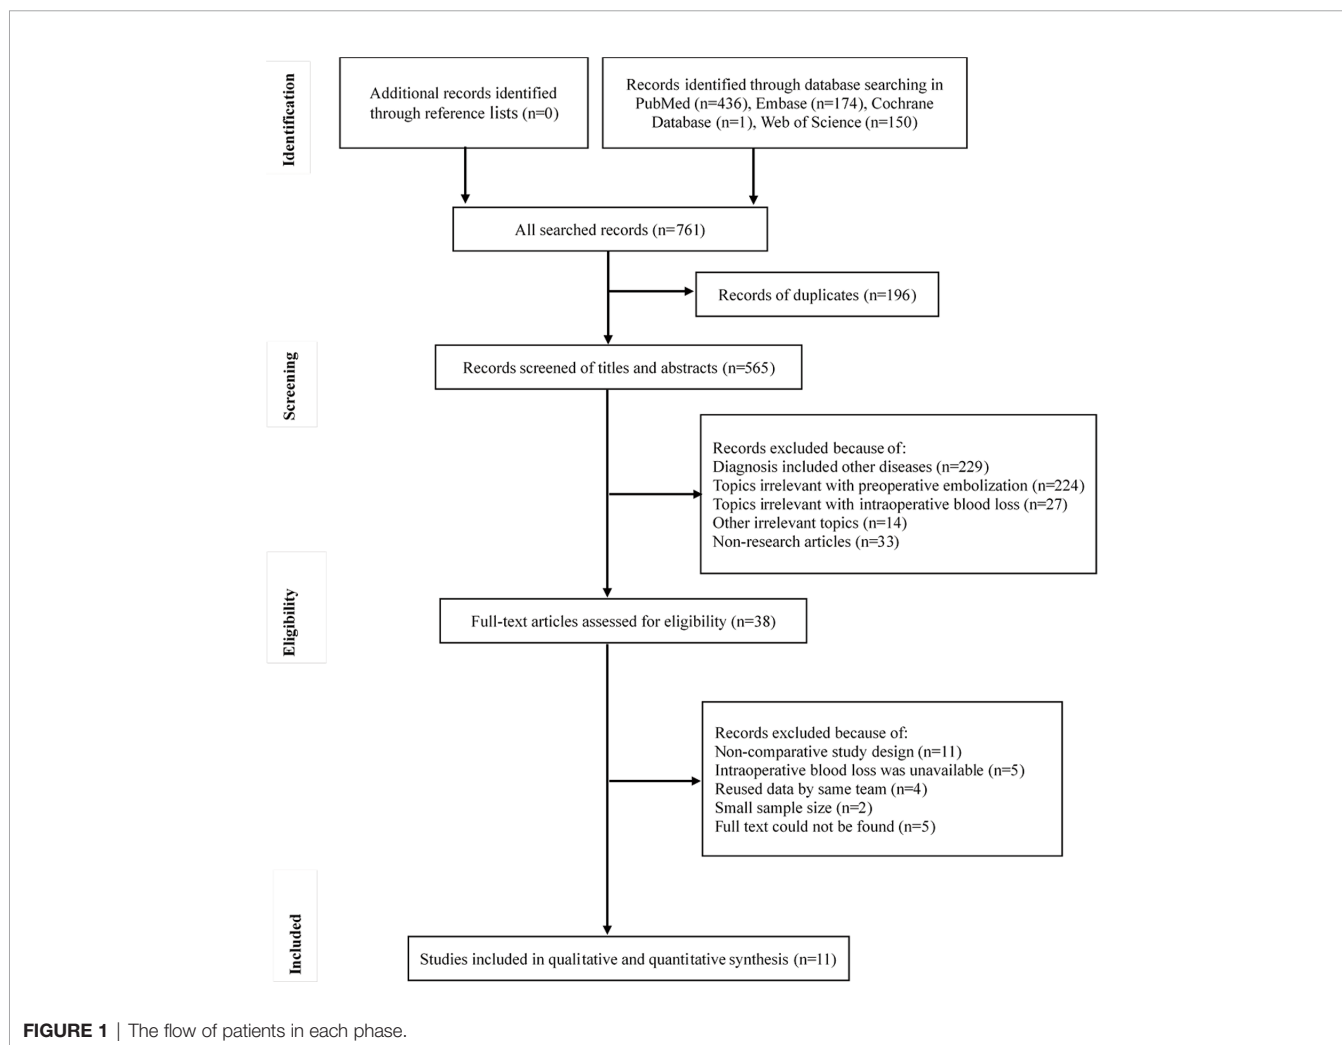 Identification
Additional records identified
through reference lists (n=0)
Records identified through database searching in
PubMed (n=436), Embase (n=174), Cochrane
Database (n=1), Web of Science (n=150)
All searched records (n=761)
Records of duplicates (n=196)
Screening
Records screened of titles and abstracts (n=565)
Records excluded because of:
Diagnosis included other diseases (n=229)
Topics irrelevant with preoperative embolization (n=224)
Topics irrelevant with intraoperative blood loss (n=27)
Other irrelevant topics (n=14)
Non-research articles (n=33)
Eligibility
Full-text articles assessed for eligibility (n=38)
Records excluded because of:
Non-comparative study design (n=11)
Intraoperative blood loss was unavailable (n=5)
Reused data by same team (n=4)
Small sample size (n=2)
Full text could not be found (n=5)
Included
Studies included in qualitative and quantitative synthesis (n=11)
FIGURE 1 | The flow of patients in each phase.